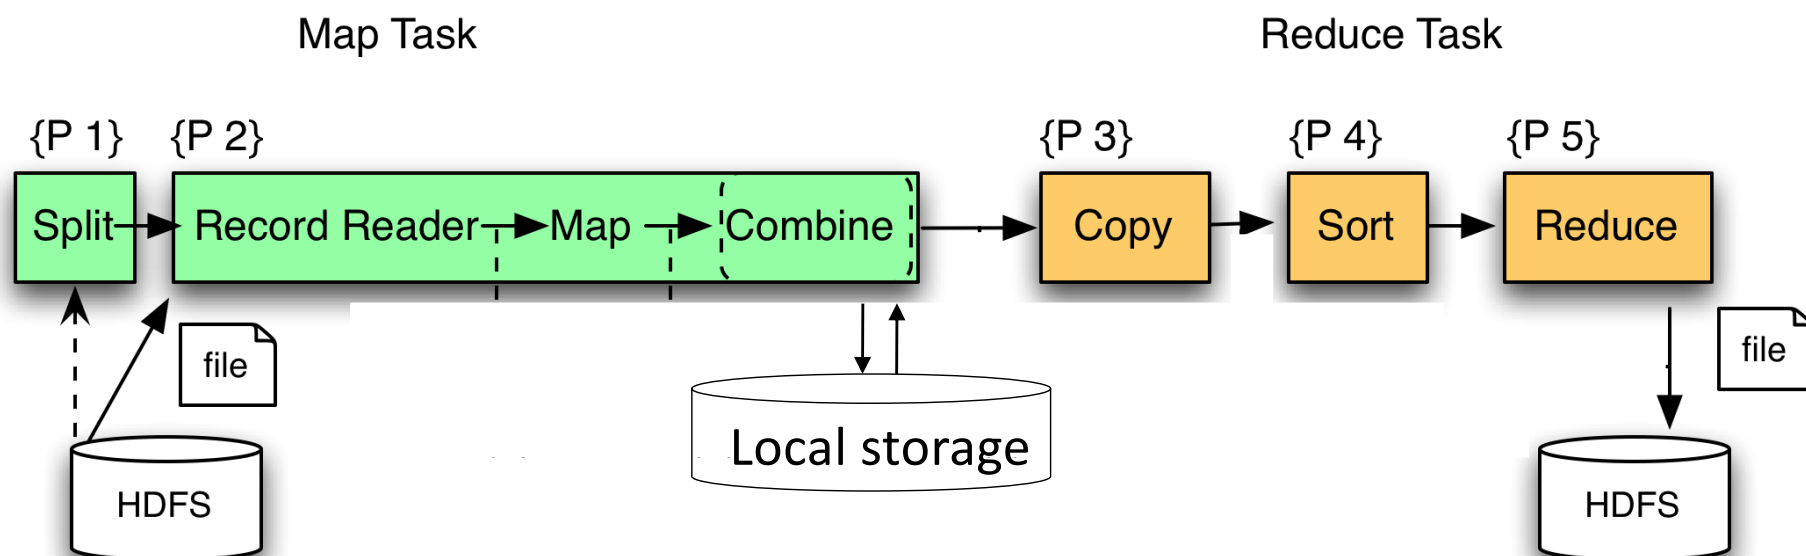 Map Task
Reduce Task
{P 1}
{P 2}
{P 3}
{P 4}
{P 5}
Split
Record Reader
Map
Combine
Copy
Sort
Reduce
file
file
Local storage
HDFS
HDFS